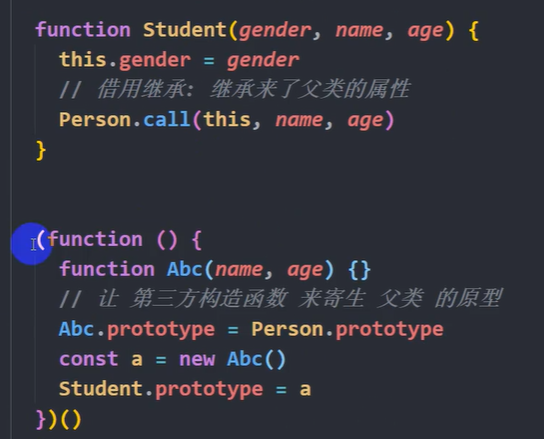 function Student(gender, name, age) {
this.gender = gender
// 借用继承: 继承来了父类的属性
Person.call(this, name, age)
}
(function () {
function Abc(name, age) {}
// 让 第三方构造函数 来寄生 父类 的原型
Abc.prototype = Person.prototype
const a = new Abc()
Student.prototype = a
})()